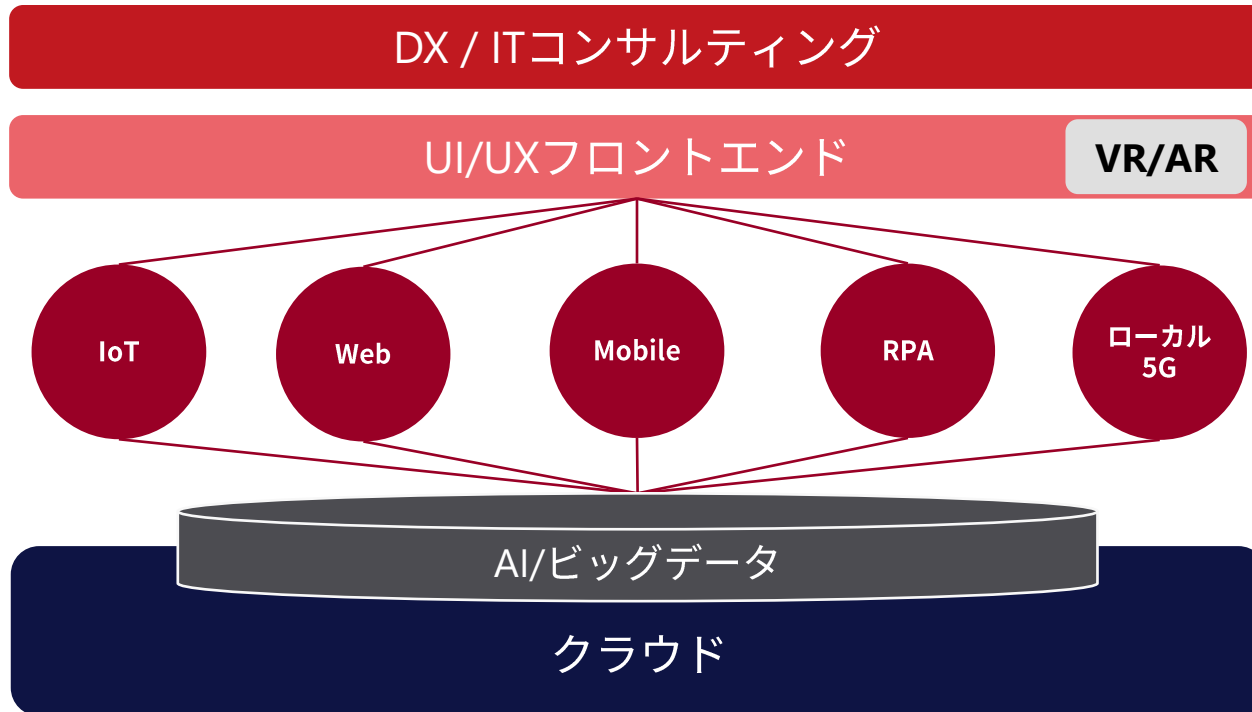 DX / ITコンサルティング
UI/UXフロントエンド
VR/AR
IoT
Web
Mobile
RPA
ローカル
5G
AI/ビッグデータ
クラウド